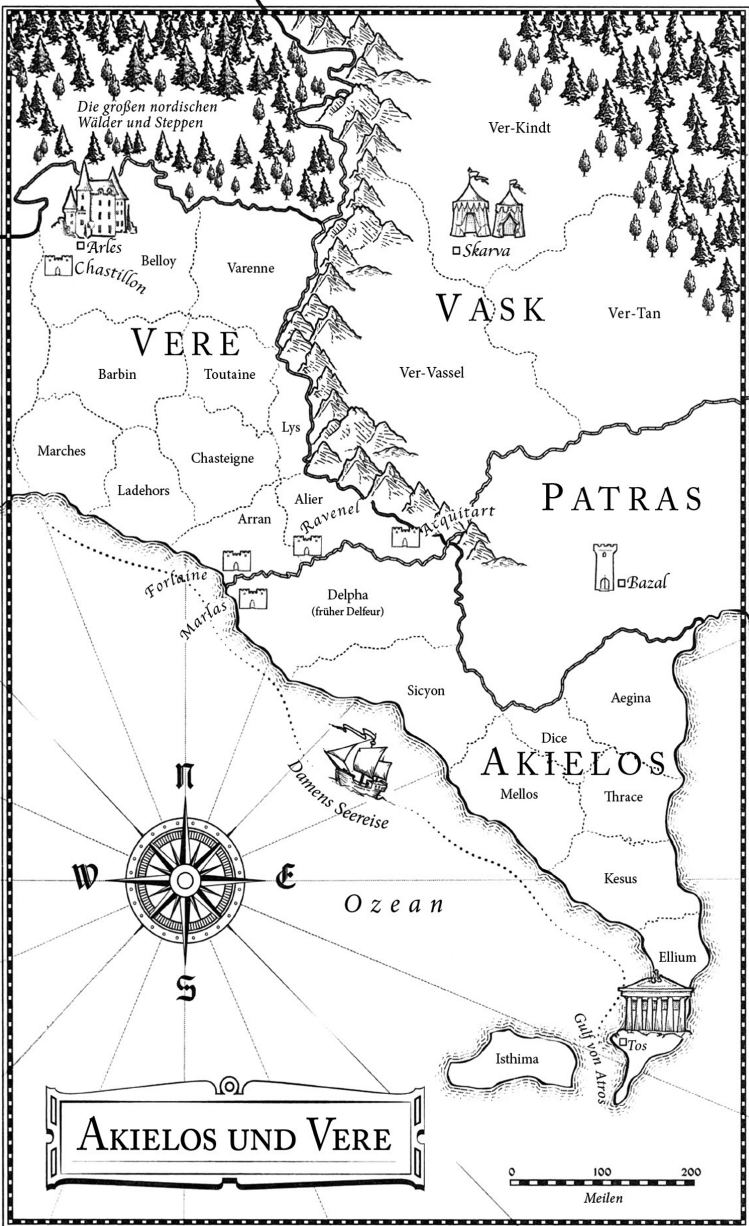 Die großen nordischen
Wälder und Steppen
Ver-Kindt
Arles
Chastillon
Belloy
Varenne
Skarva
VASK
Ver-Tan
VERE
Barbin
Toutaine
Ver-Vassel
Lys
Marches
Chasteigne
Ladehors
Alier
Arran
Ravenel
Acquitart
PATRAS
Bazal
Forlaine
Marlas
Delpha
(früher Delfeur)
Sicyon
Aegina
Dice
AKIELOS
Mellos
Thrace
Damens Seereise
N
W
E
S
Kesus
Ozean
Ellium
Tos
Gulf von Atros
Isthima
AKIELOS UND VERE
0 100 200
Meilen